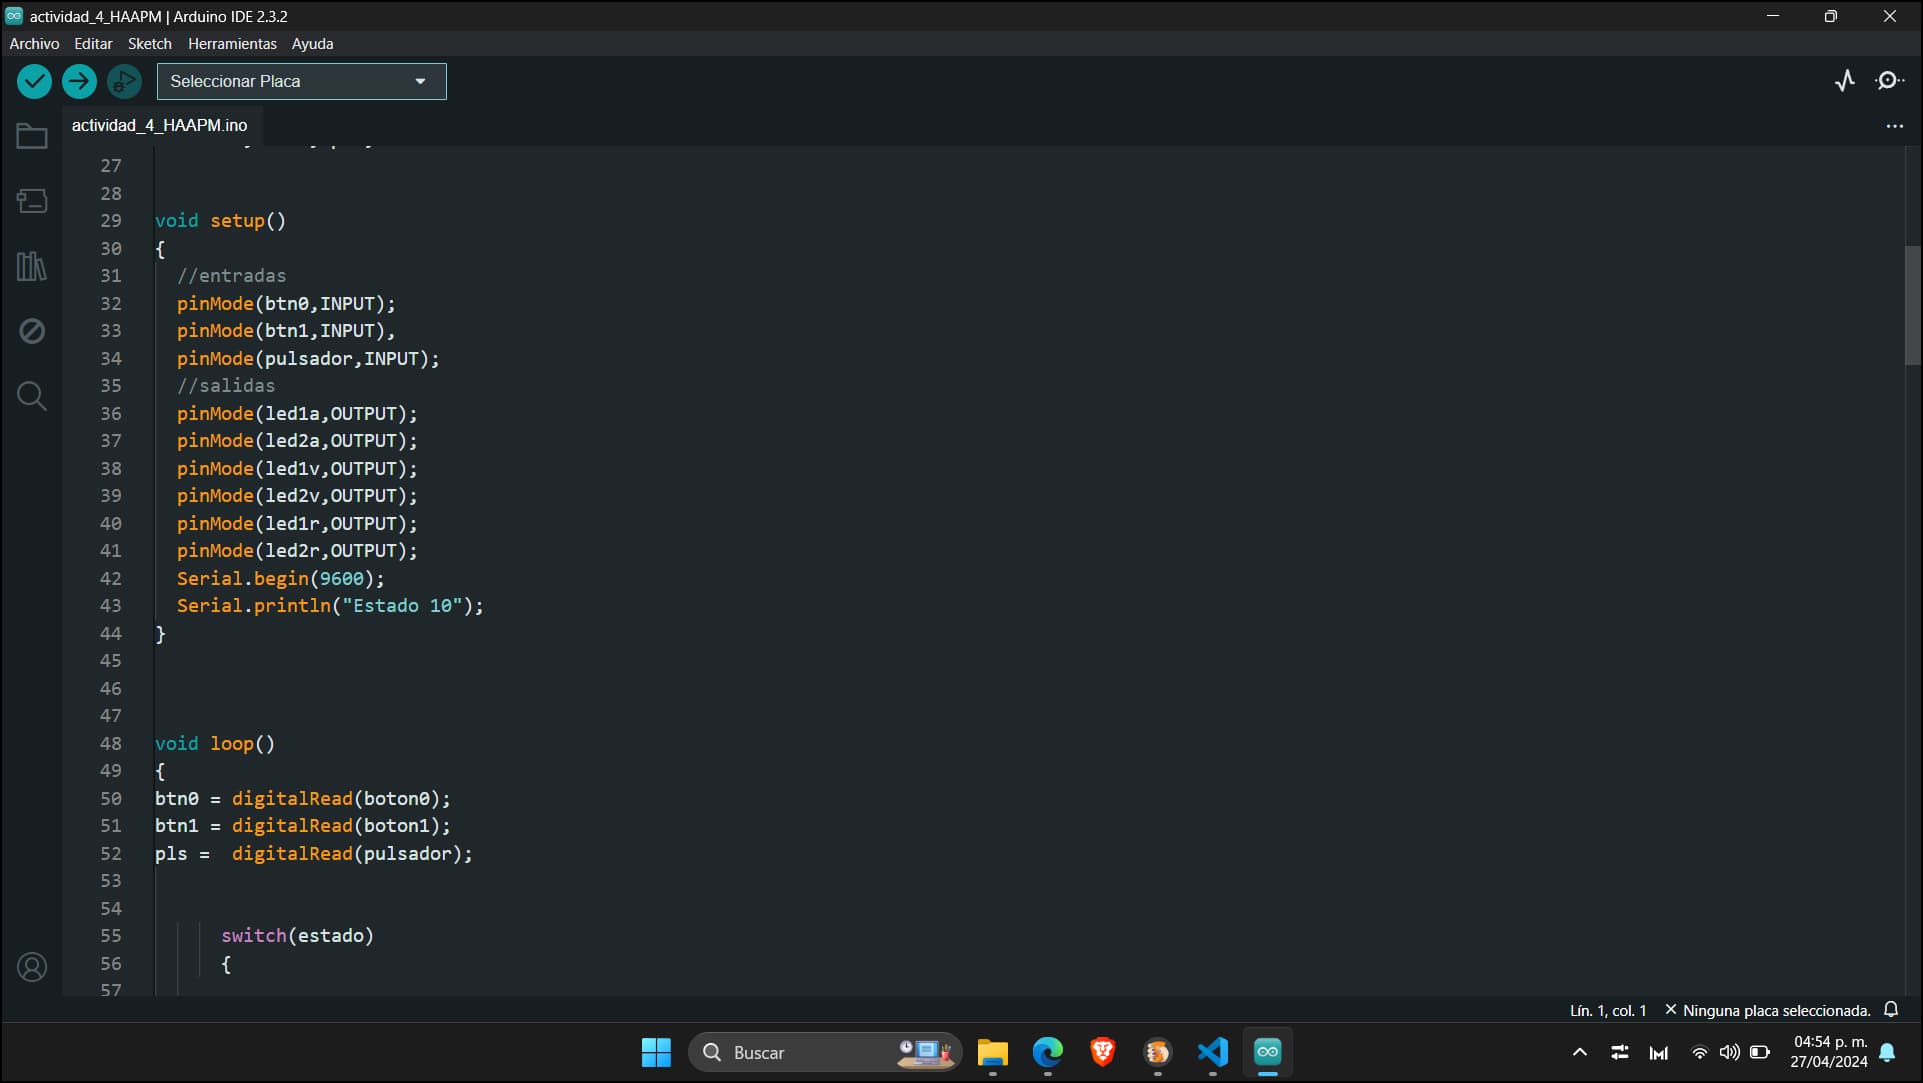 actividad_4_HAAPM | Arduino IDE 2.3.2
Archivo Editar Sketch Herramientas Ayuda
Seleccionar Placa
actividad_4_HAAPM.ino
27
28
29 void setup()
30 {
31 //entradas
32 pinMode(btn0,INPUT);
33 pinMode(btn1,INPUT),
34 pinMode(pulsador,INPUT);
35 //salidas
36 pinMode(led1a,OUTPUT);
37 pinMode(led2a,OUTPUT);
38 pinMode(led1v,OUTPUT);
39 pinMode(led2v,OUTPUT);
40 pinMode(led1r,OUTPUT);
41 pinMode(led2r,OUTPUT);
42 Serial.begin(9600);
43 Serial.println("Estado 10");
44 }
45
46
47
48 void loop()
49 {
50 btn0 = digitalRead(boton0);
51 btn1 = digitalRead(boton1);
52 pls =  digitalRead(pulsador);
53
54
55 switch(estado)
56 {
57
Lín. 1, col. 1 × Ninguna placa seleccionada.
Buscar
04:54 p. m.
27/04/2024